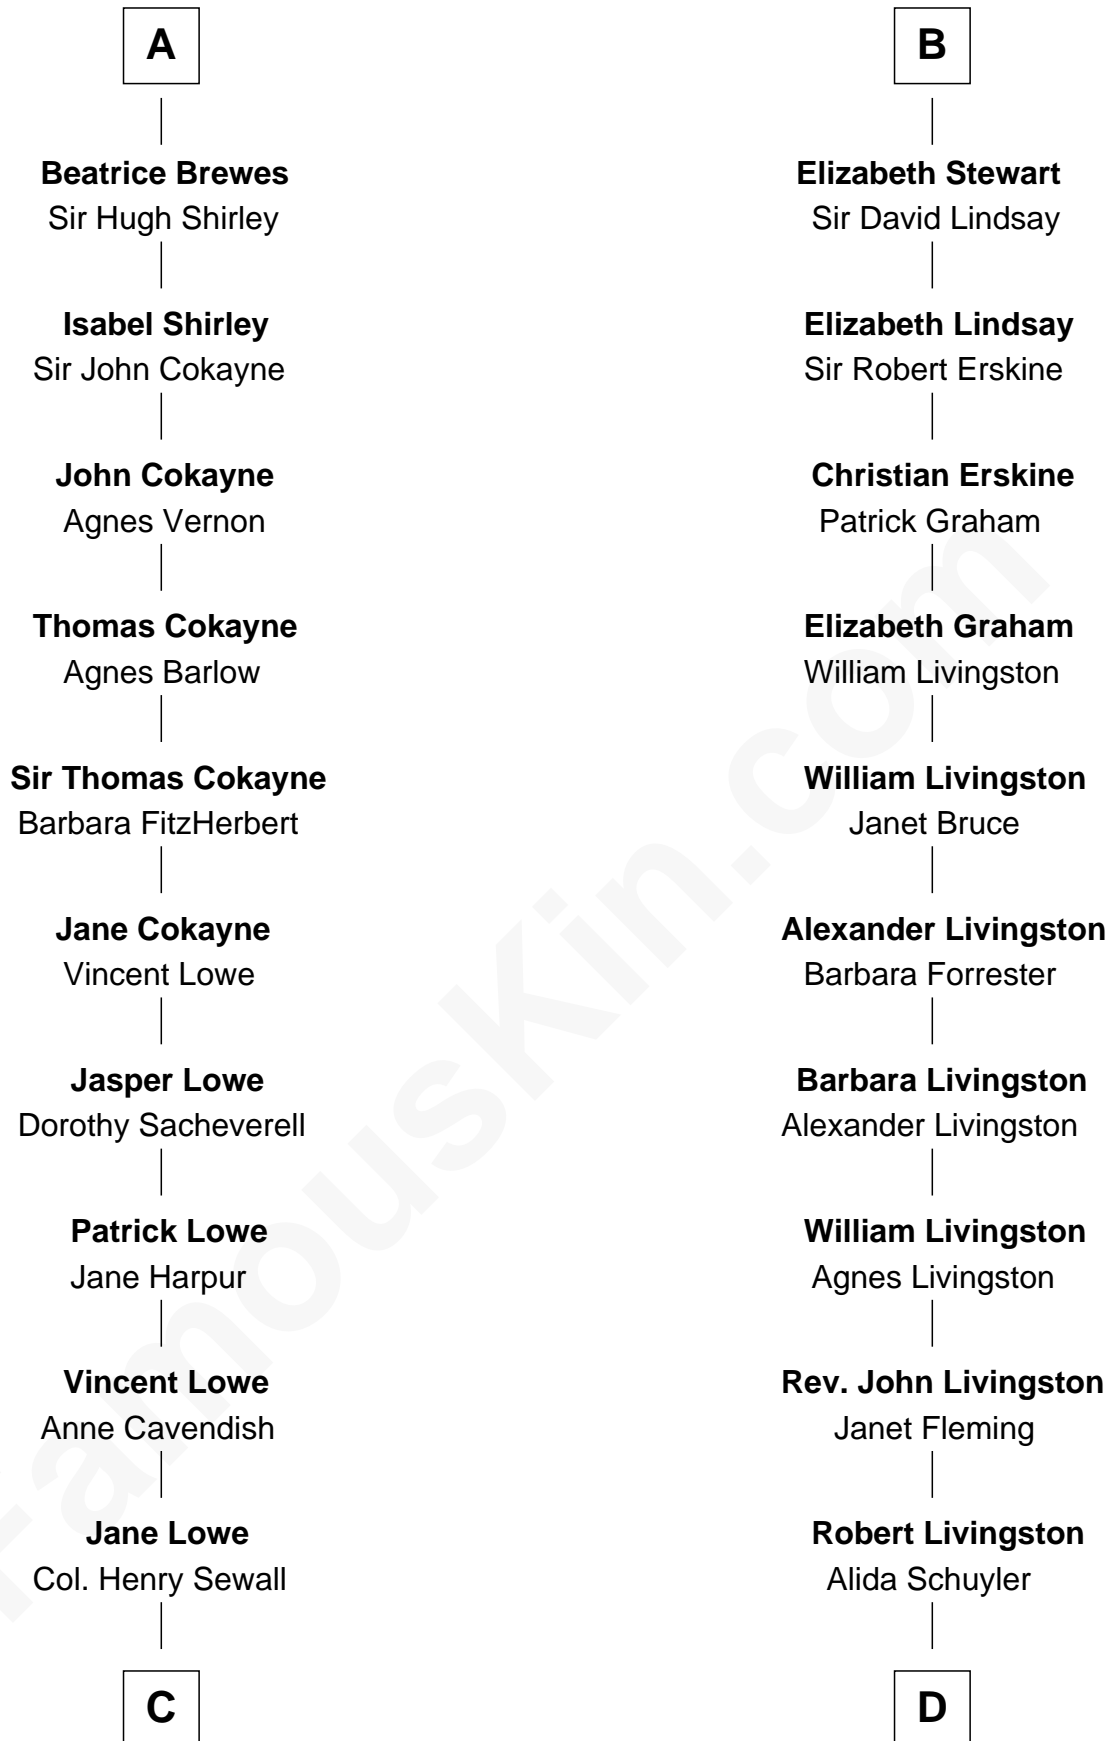 A
Beatrice Brewes
Sir Hugh Shirley
Isabel Shirley
Sir John Cokayne
John Cokayne
Agnes Vernon
Thomas Cokayne
Agnes Barlow
Sir Thomas Cokayne
Barbara FitzHerbert
Jane Cokayne
Vincent Lowe
Jasper Lowe
Dorothy Sacheverell
Patrick Lowe
Jane Harpur
Vincent Lowe
Anne Cavendish
Jane Lowe
Col. Henry Sewall
C
B
Elizabeth Stewart
Sir David Lindsay
Elizabeth Lindsay
Sir Robert Erskine
Christian Erskine
Patrick Graham
Elizabeth Graham
William Livingston
William Livingston
Janet Bruce
Alexander Livingston
Barbara Forrester
Barbara Livingston
Alexander Livingston
William Livingston
Agnes Livingston
Rev. John Livingston
Janet Fleming
Robert Livingston
Alida Schuyler
D
FamousKin.com